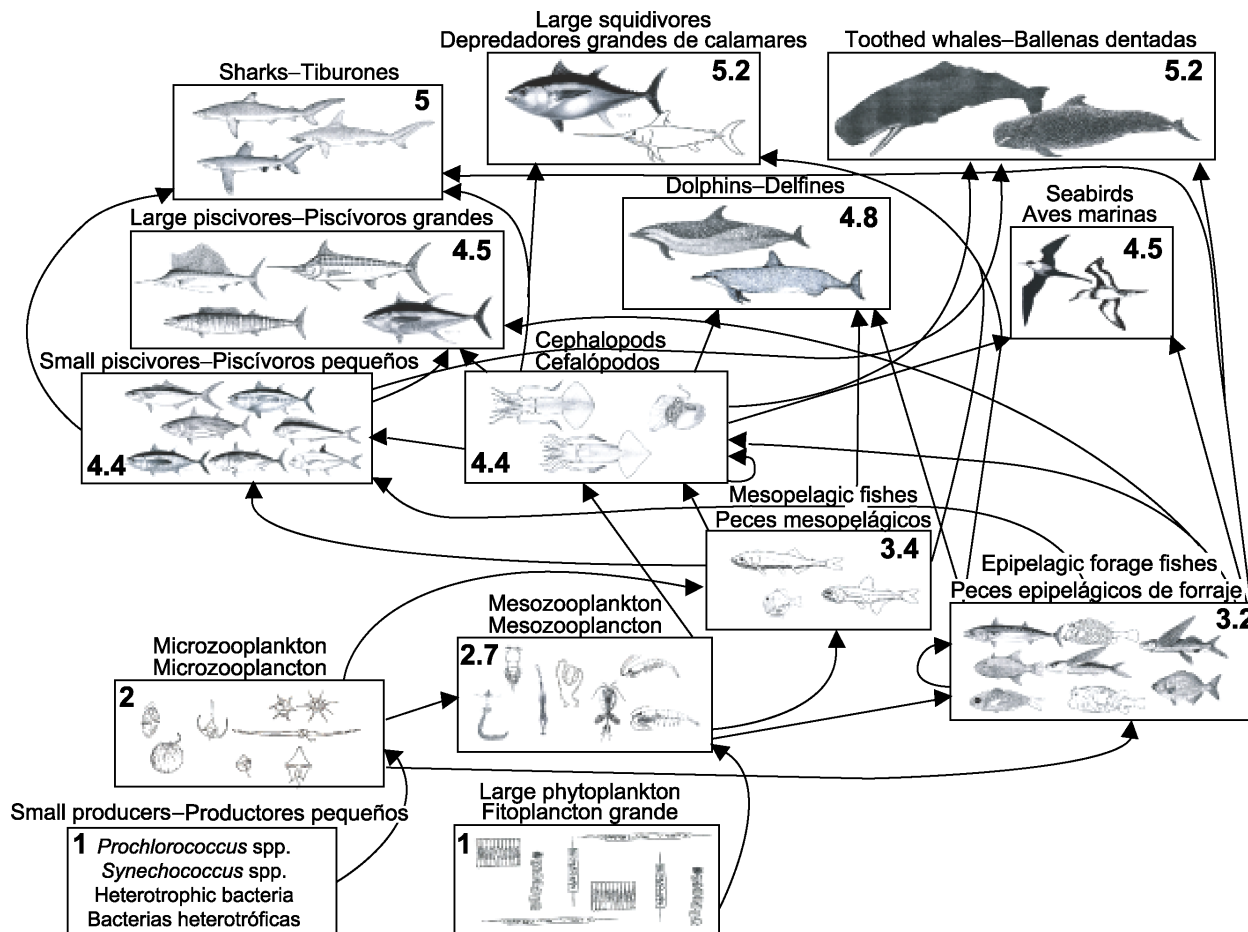 Large squidivores
Depredadores grandes de calamares
5.2
Toothed whales–Ballenas dentadas
5.2
Sharks–Tiburones
5
Dolphins–Delfines
4.8
Seabirds
Aves marinas
4.5
Large piscivores–Piscívoros grandes
4.5
Small piscivores–Piscívoros pequeños
4.4
Cephalopods
Cefalópodos
4.4
Mesopelagic fishes
Peces mesopelágicos
3.4
Epipelagic forage fishes
Peces epipelágicos de forraje
3.2
Mesozooplankton
Mesozooplancton
2.7
Microzooplankton
Microzooplancton
2
Small producers–Productores pequeños
1
Prochlorococcus spp.
Synechococcus spp.
Heterotrophic bacteria
Bacterias heterotróficas
Large phytoplankton
Fitoplancton grande
1